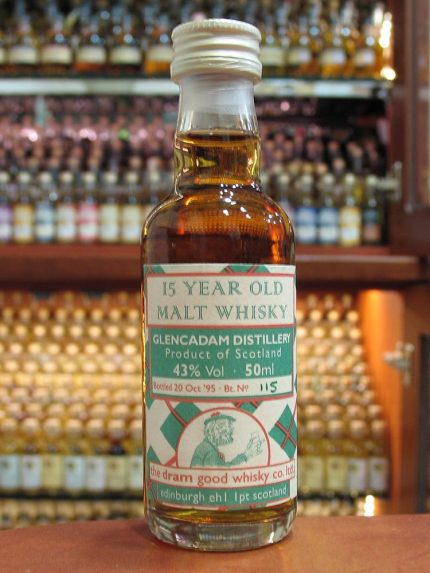 15 YEAR OLD
MALT WHISKY
GLENCADAM DISTILLERY
Product of Scotland
43% Vol · 50ml
Bottled 20 Oct '95 · Bt. Nº 115
the dram good whisky co. ltd.
edinburgh eh1 1pt scotland